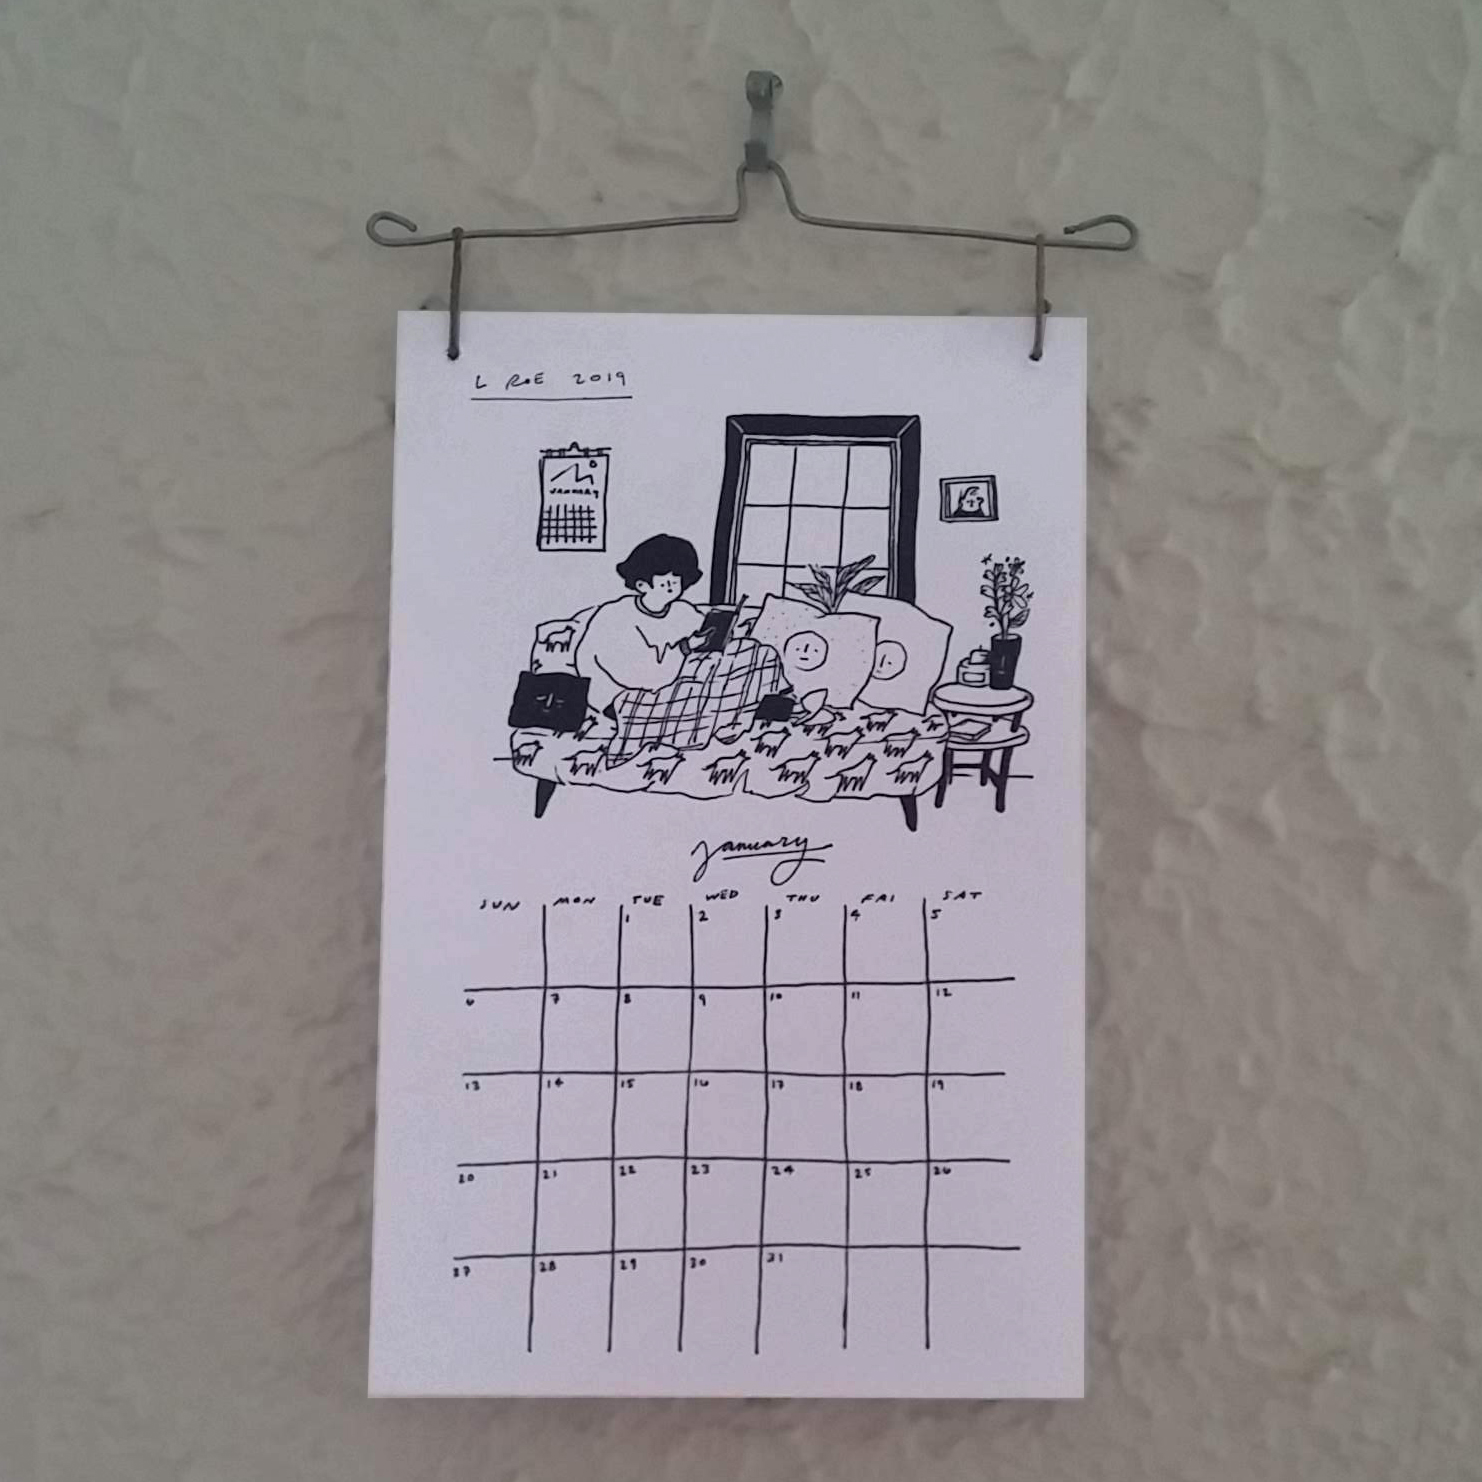 L ROE 2019
JANUARY
January
SUN MON TUE WED THU FRI SAT
1 2 3 4 5
6 7 8 9 10 11 12
13 14 15 16 17 18 19
20 21 22 23 24 25 26
27 28 29 30 31